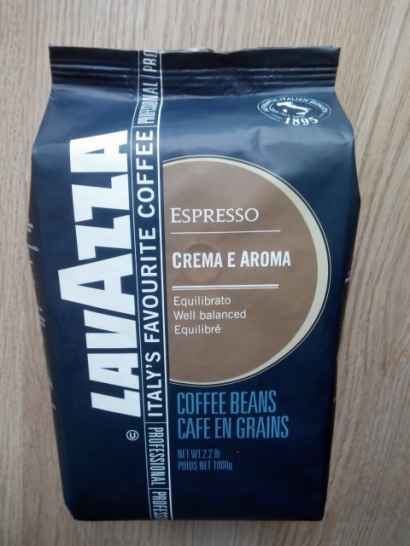 LAVAZZA
ITALY'S FAVOURITE COFFEE
PROFESSIONAL
PROFESSIONAL
1895
ESPRESSO
CREMA E AROMA
Equilibrato
Well balanced
Equilibré
COFFEE BEANS
CAFE EN GRAINS
NET WT 2.2 lb
POIDS NET 1000g